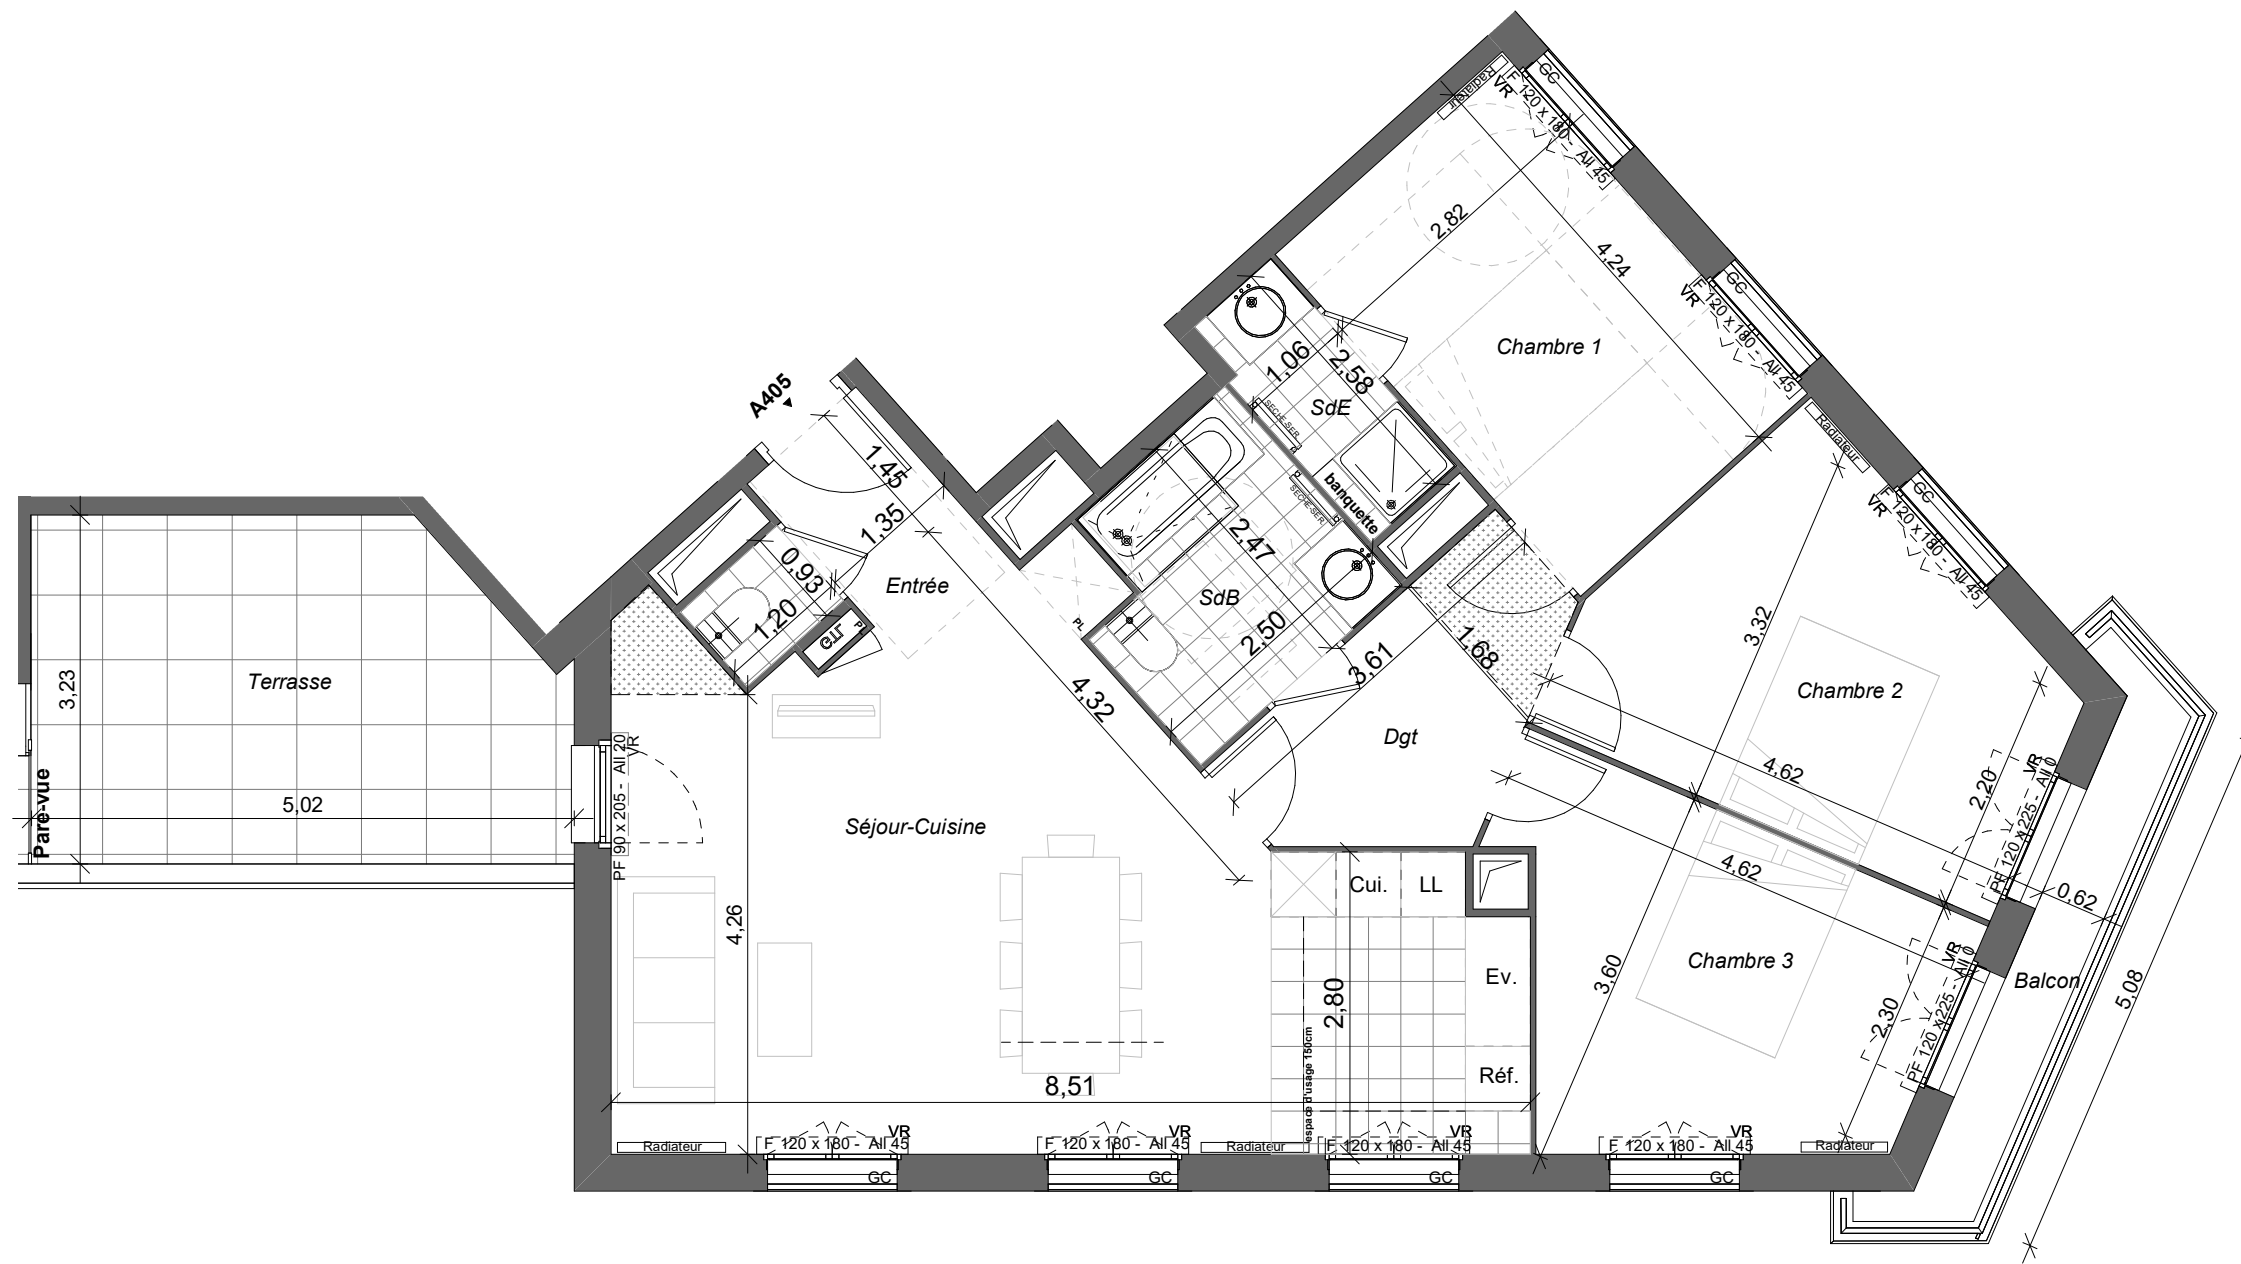 Radiateur
GC
F 120 x 180 - All 45
VR
2,82
4,24
GC
F 120 x 180 - All 45
VR
Chambre 1
A405
1,06
2,58
SdE
SECHE-SER
SECHE-SER
banquette
Radiateur
GC
F 120 x 180 - All 45
VR
1,45
1,35
0,93
1,20
Entrée
GTL
PL
PL
2,47
SdB
2,50
3,61
1,68
3,32
Terrasse
3,23
5,02
Pare-vue
PF 90 x 205 - All 20
VR
4,32
Dgt
Chambre 2
4,62
2,20
VR
PF 120 x 225 - All 0
0,62
Séjour-Cuisine
4,62
Cui.
LL
4,26
2,80
Ev.
Réf.
espace d'usage 150cm
3,60
Chambre 3
2,30
VR
PF 120 x 225 - All 0
Balcon
5,08
8,51
Radiateur
F 120 x 180 - All 45
VR
GC
F 120 x 180 - All 45
VR
GC
Radiateur
F 120 x 180 - All 45
VR
GC
F 120 x 180 - All 45
VR
GC
Radiateur